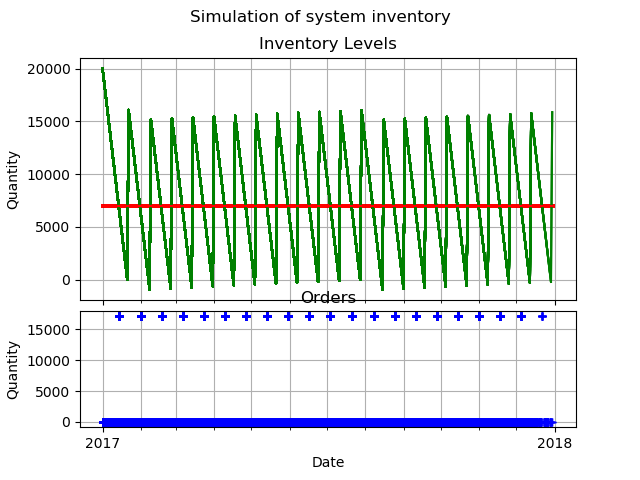 Simulation of system inventory
Inventory Levels
20000
15000
10000
5000
0
Quantity
Orders
15000
10000
5000
0
Quantity
2017
2018
Date